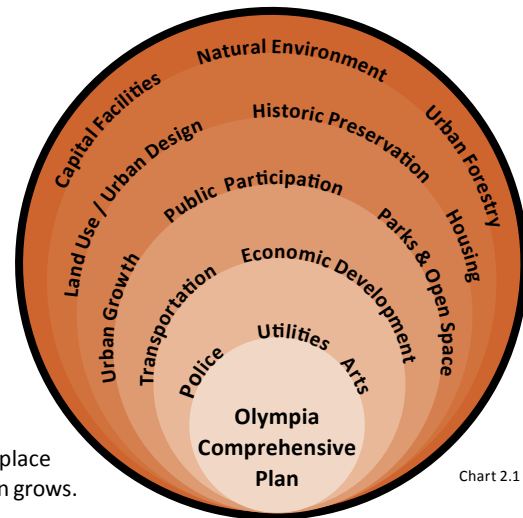 Natural Environment
Capital Facilities
Urban Forestry
Historic Preservation
Land Use / Urban Design
Housing
Public Participation
Urban Growth
Parks & Open Space
Economic Development
Transportation
Utilities
Police
Arts
Olympia
Comprehensive
Plan
place
n grows.
Chart 2.1